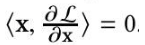 ⟨x, ∂ℒ/∂x⟩ = 0.